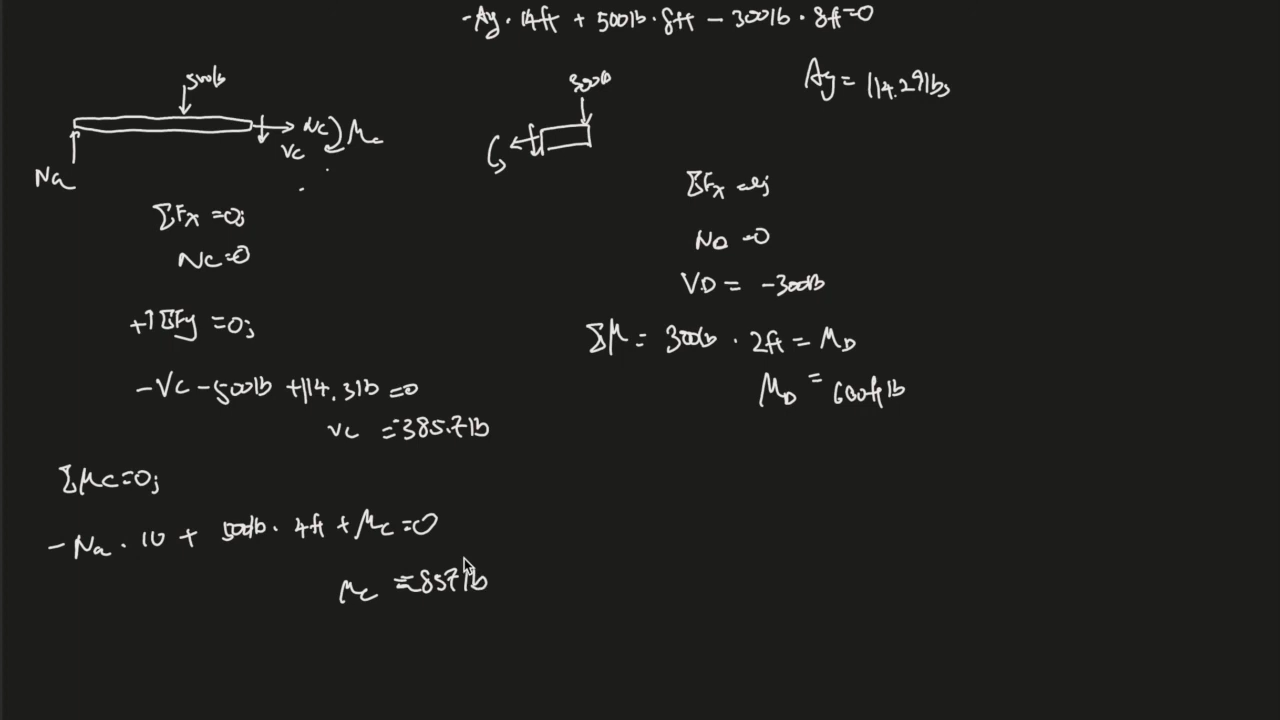 -Ay · 14ft + 500lb · 8ft - 300lb · 8ft=0
Ay = 114.29lbs
500lb
Nc
Mc
Vc
Na
300lb
ΣFx =0;
Nc=0
+↑ΣFy =0;
-Vc -500lb +114.3lb =0
Vc =-385.7lb
ΣMc=0;
-Na · 10 + 500lb · 4ft + Mc =0
Mc =-857lb
ΣFx =0;
ND =0
VD = -300lb
ΣM = 300lb · 2ft = MD
MD = 600ft lb